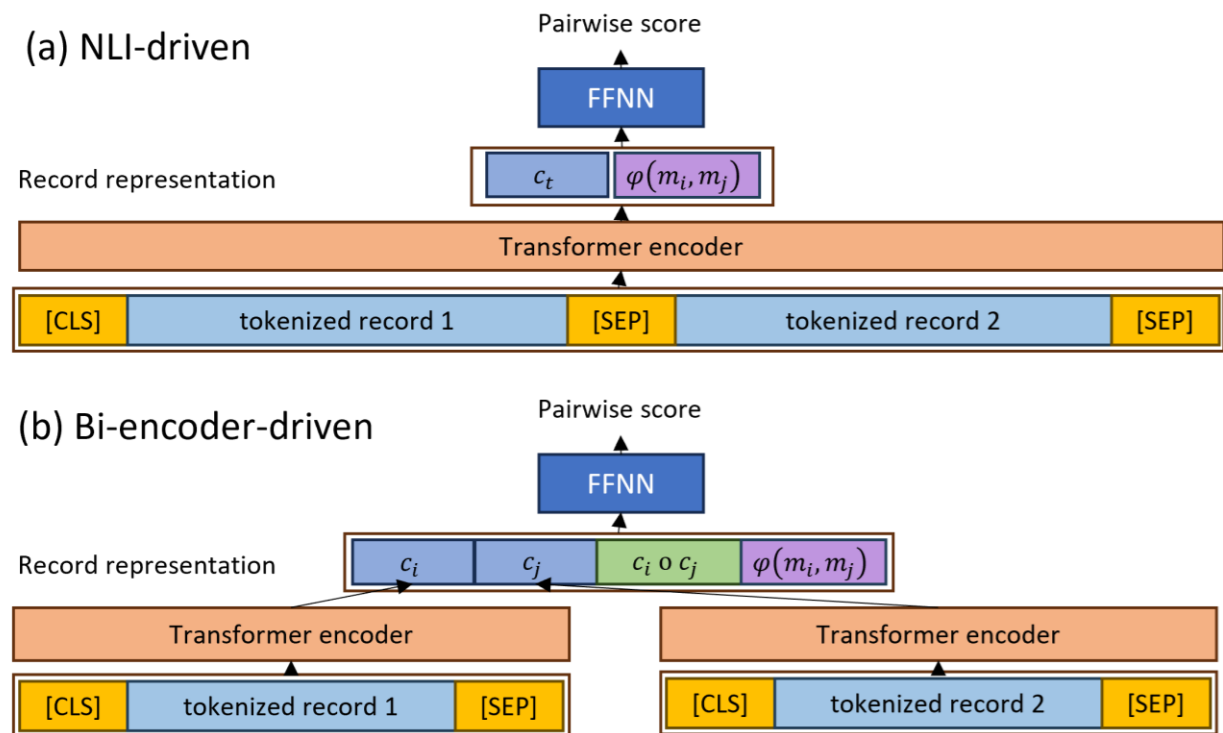 (a) NLI-driven
Pairwise score
FFNN
Record representation
c_t φ(m_i, m_j)
Transformer encoder
[CLS] tokenized record 1 [SEP] tokenized record 2 [SEP]
(b) Bi-encoder-driven
Pairwise score
FFNN
Record representation
c_i c_j c_i o c_j φ(m_i, m_j)
Transformer encoder Transformer encoder
[CLS] tokenized record 1 [SEP] [CLS] tokenized record 2 [SEP]